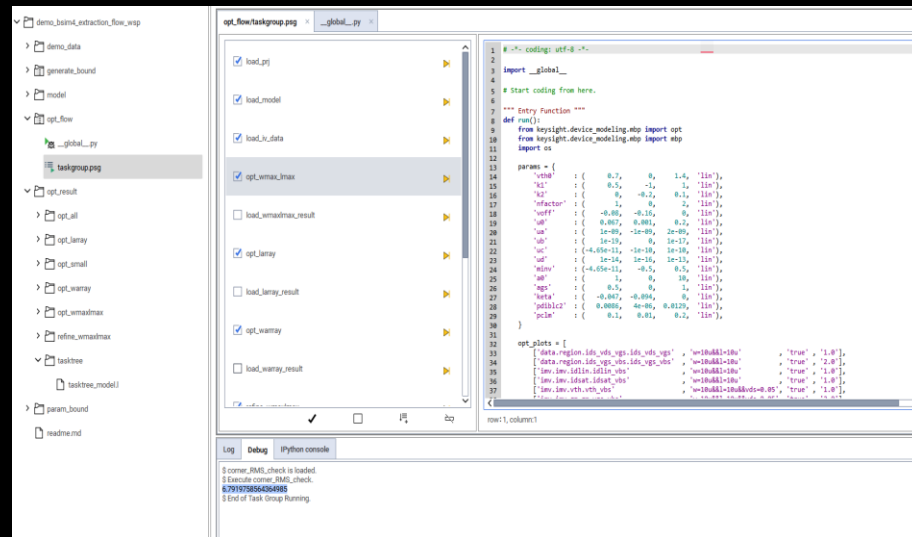 demo_bsim4_extraction_flow_wsp
demo_data
generate_bound
model
opt_flow
__global__.py
taskgroup.psg
opt_result
opt_all
opt_larray
opt_small
opt_warray
opt_wmaxlmax
refine_wmaxlmax
tasktree
tasktree_model.l
param_bound
readme.md
opt_flow/taskgroup.psg ×
__global__.py ×
load_prj
load_model
load_iv_data
opt_wmax_lmax
load_wmaxlmax_result
opt_larray
load_larray_result
opt_warray
load_warray_result
refine_wmaxlmax
1 # -*- coding: utf-8 -*-
2
3 import __global__
4
5 # Start coding from here.
6
7 """ Entry Function """
8 def run():
9 from keysight.device_modeling.mbp import opt
10 from keysight.device_modeling.mbp import mbp
11 import os
12
13 params = {
14 'vth0' : ( 0.7, 0, 1.4, 'lin'),
15 'k1' : ( 0.5, -1, 1, 'lin'),
16 'k2' : ( 0, -0.2, 0.1, 'lin'),
17 'nfactor' : ( 1, 0, 2, 'lin'),
18 'voff' : ( -0.08, -0.16, 0, 'lin'),
19 'u0' : ( 0.067, 0.001, 0.2, 'lin'),
20 'ua' : ( 1e-09, -1e-09, 2e-09, 'lin'),
21 'ub' : ( 1e-19, 0, 1e-17, 'lin'),
22 'uc' : (-4.65e-11, -1e-10, 1e-10, 'lin'),
23 'ud' : ( 1e-14, 1e-16, 1e-13, 'lin'),
24 'minv' : (-4.65e-11, -0.5, 0.5, 'lin'),
25 'a0' : ( 1, 0, 10, 'lin'),
26 'ags' : ( 0.5, 0, 1, 'lin'),
27 'keta' : ( -0.047, -0.094, 0, 'lin'),
28 'pdiblc2' : ( 0.0086, 4e-06, 0.0129, 'lin'),
29 'pclm' : ( 0.1, 0.01, 0.2, 'lin'),
30 }
31
32 opt_plots = [
33 ['data.region.ids_vds_vgs.ids_vds_vgs' , 'w=10u&&l=10u' , 'true' , '1.0'],
34 ['data.region.ids_vgs_vbs.ids_vgs_vbs' , 'w=10u&&l=10u' , 'true' , '2.0'],
35 ['imv.imv.idlin.idlin_vbs' , 'w=10u&&l=10u' , 'true' , '1.0'],
36 ['imv.imv.idsat.idsat_vbs' , 'w=10u&&l=10u' , 'true' , '1.0'],
37 ['imv.imv.vth.vth_vbs' , 'w=10u&&l=10u&&vds=0.05', 'true' , '1.0'],
row: 1, column:1
Log Debug IPython console
$ corner_RMS_check is loaded.
$ Execute corner_RMS_check.
6.7919758564364985
$ End of Task Group Running.